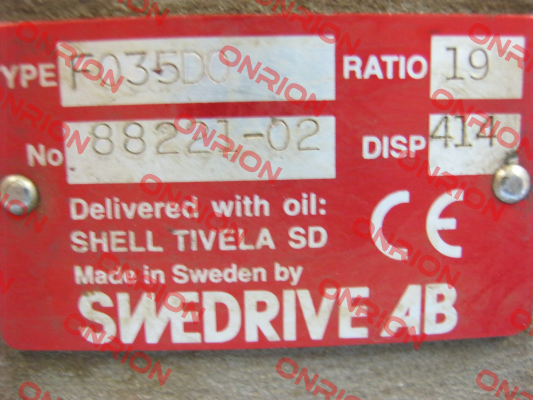 YPE F035DC RATIO 19
No 88221-02 DISP 414
Delivered with oil:
SHELL TIVELA SD
CE
Made in Sweden by
SWEDRIVE AB